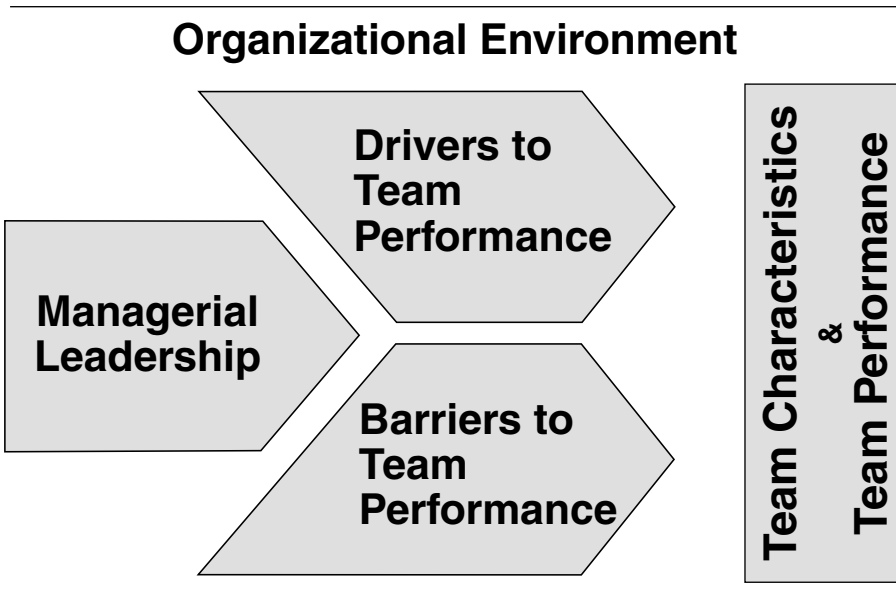 Organizational Environment
Drivers to
Team
Performance
Managerial
Leadership
Barriers to
Team
Performance
Team Characteristics
&
Team Performance